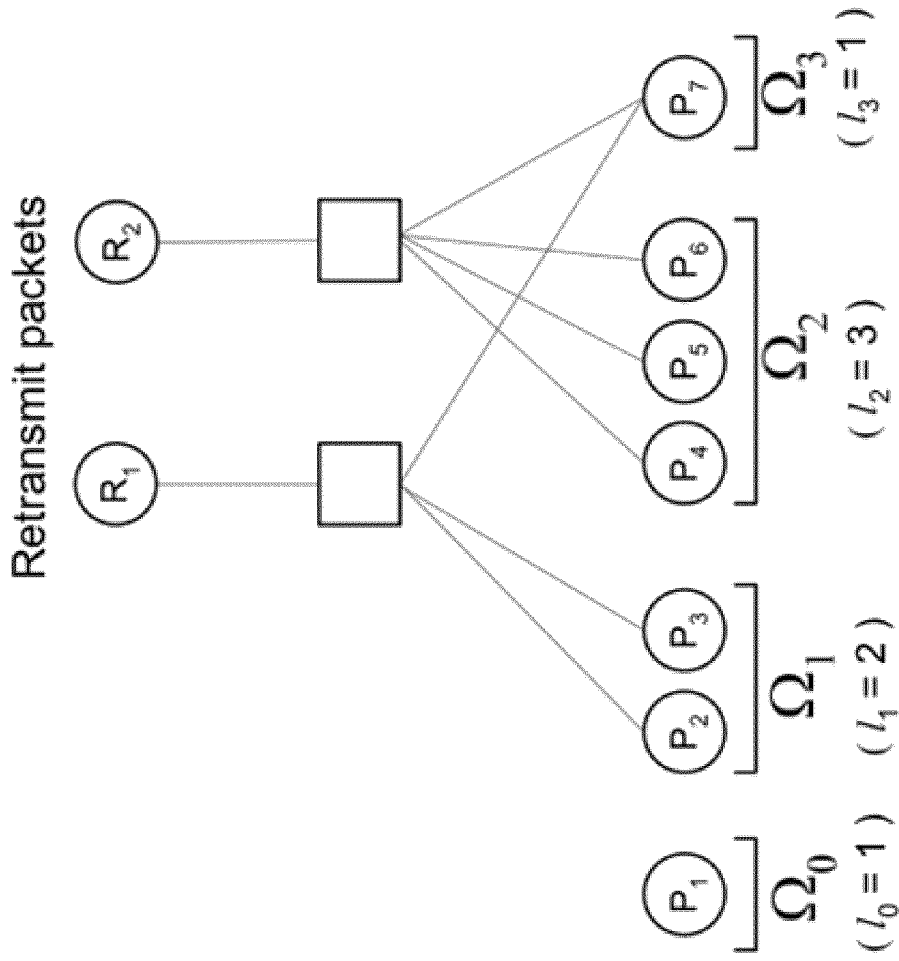 Retransmit packets
R₁ R₂
P₁ P₂ P₃ P₄ P₅ P₆ P₇
Ω₀ Ω₁ Ω₂ Ω₃
( l₀ = 1 ) ( l₁ = 2 ) ( l₂ = 3 ) ( l₃ = 1 )